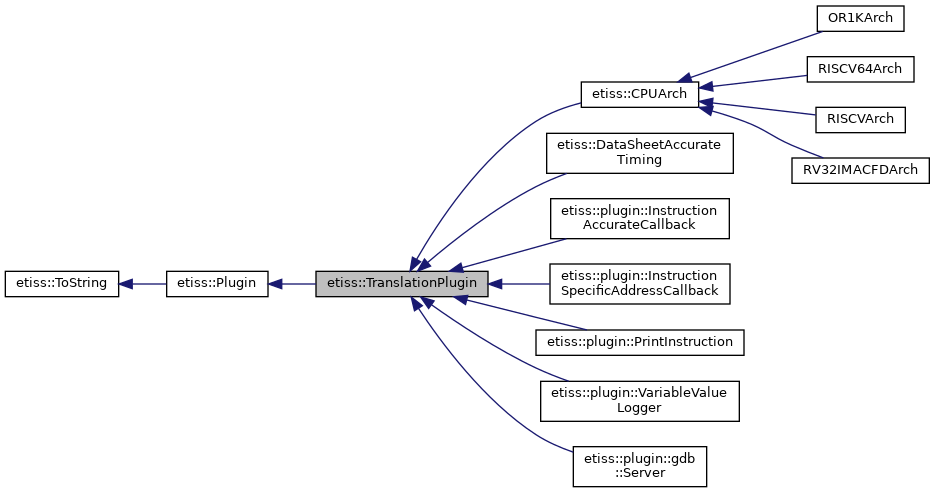 etiss::ToString
etiss::Plugin
etiss::TranslationPlugin
etiss::CPUArch
OR1KArch
RISCV64Arch
RISCVArch
RV32IMACFDArch
etiss::DataSheetAccurate
Timing
etiss::plugin::Instruction
AccurateCallback
etiss::plugin::Instruction
SpecificAddressCallback
etiss::plugin::PrintInstruction
etiss::plugin::VariableValue
Logger
etiss::plugin::gdb
::Server